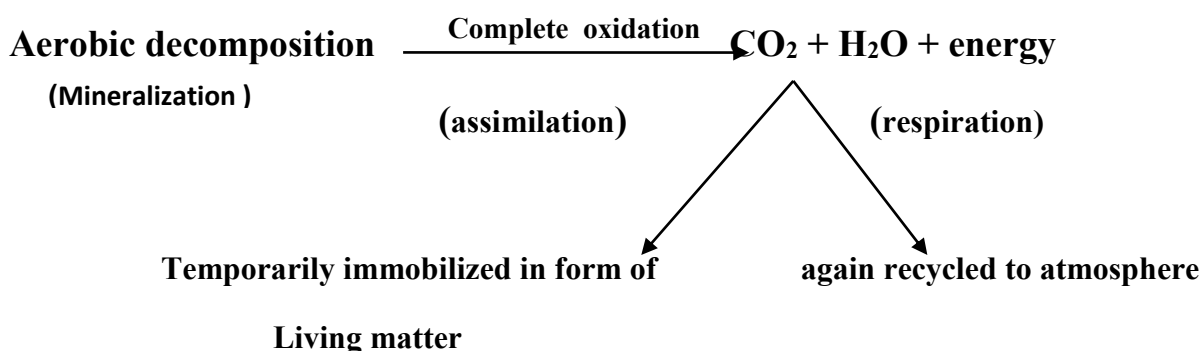 Complete oxidation
Aerobic decomposition CO₂ + H₂O + energy
(Mineralization )
(assimilation) (respiration)
Temporarily immobilized in form of again recycled to atmosphere
Living matter